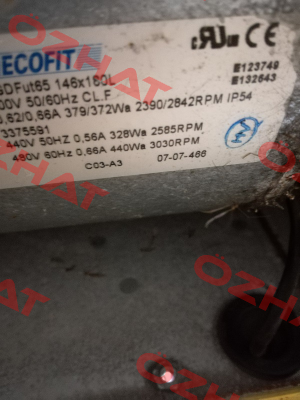 ECOFIT
E123749
E132643
GDFut65 146x180L
00V 50/60Hz CL.F.
0,62/0,66A 379/372Wa 2390/2842RPM IP54
3375591
440V 50HZ 0,56A 328Wa 2585RPM
480V 60Hz 0,66A 440Wa 3030RPM
C03-A3 07-07-466
OZHAT
OZHAT
OZHAT
OZHAT
OZHAT